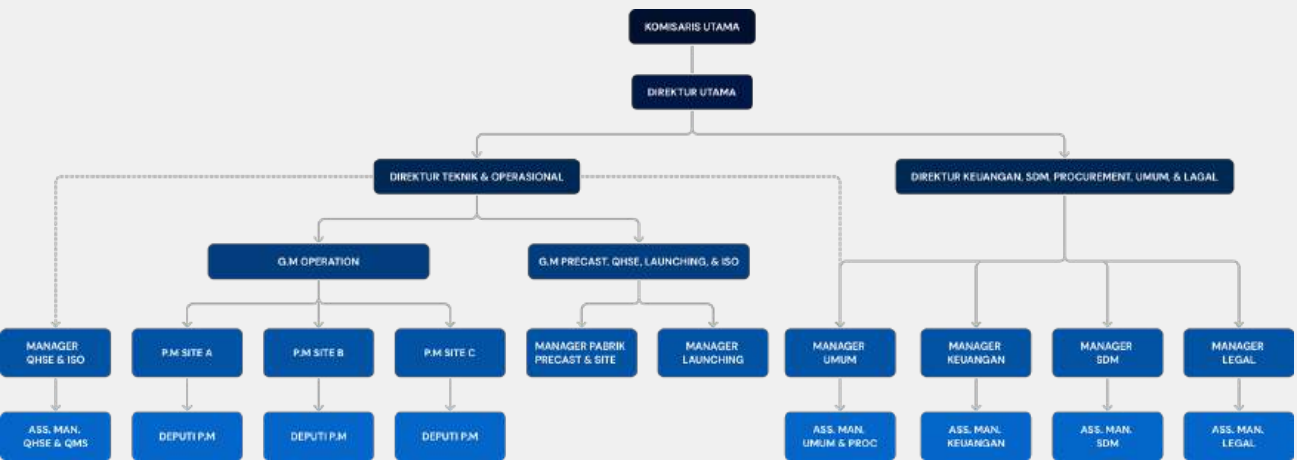 KOMISARIS UTAMA
DIREKTUR UTAMA
DIREKTUR TEKNIK & OPERASIONAL
DIREKTUR KEUANGAN, SDM, PROCUREMENT, UMUM, & LAGAL
G.M OPERATION
G.M PRECAST, QHSE, LAUNCHING, & ISO
MANAGER
QHSE & ISO
P.M SITE A
P.M SITE B
P.M SITE C
MANAGER PABRIK
PRECAST & SITE
MANAGER
LAUNCHING
MANAGER
UMUM
MANAGER
KEUANGAN
MANAGER
SDM
MANAGER
LEGAL
ASS. MAN.
QHSE & QMS
DEPUTI P.M
DEPUTI P.M
DEPUTI P.M
ASS. MAN.
UMUM & PROC
ASS. MAN.
KEUANGAN
ASS. MAN.
SDM
ASS. MAN.
LEGAL